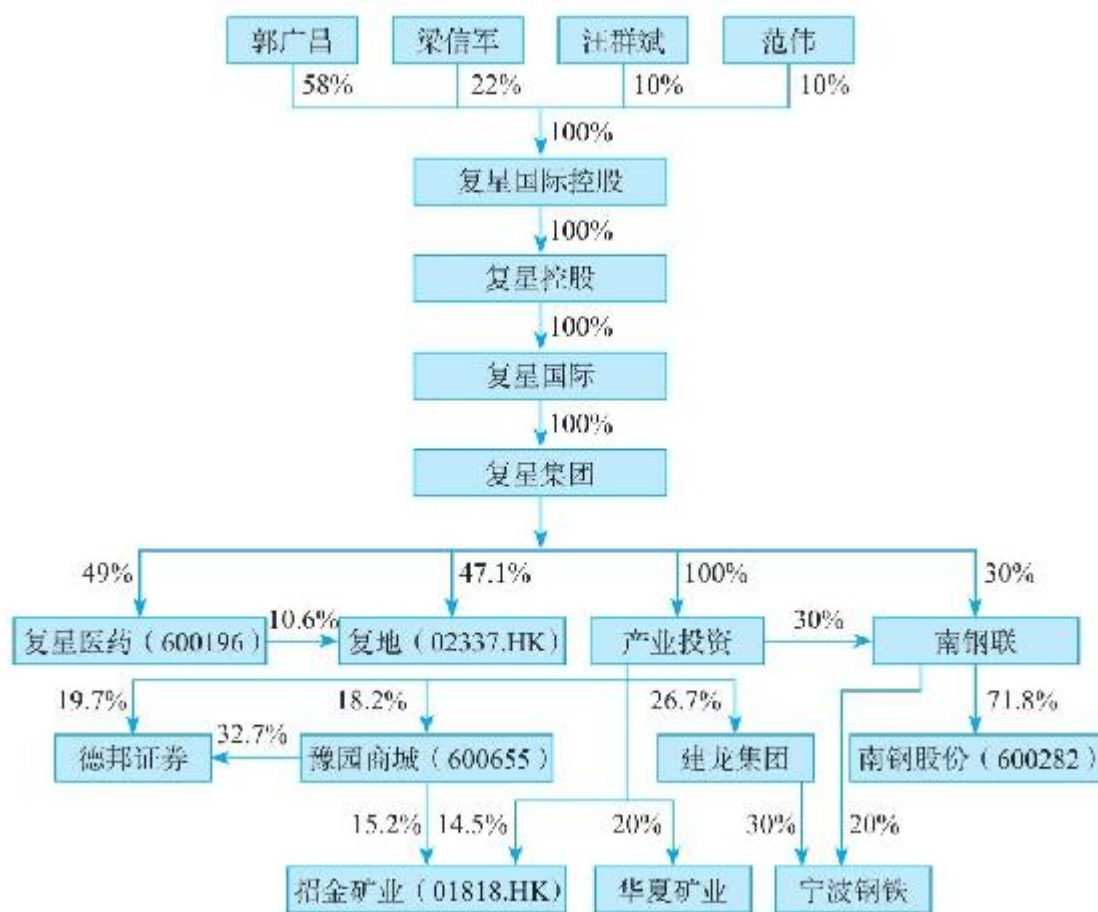 郭广昌 梁信军 汪群斌 范伟
58% 22% 10% 10%
100%
复星国际控股
100%
复星控股
100%
复星国际
100%
复星集团
49% 47.1% 100% 30%
复星医药（600196） 10.6% 复地（02337.HK） 产业投资 30% 南钢联
19.7% 18.2% 26.7% 71.8%
德邦证券 32.7% 豫园商城（600655） 建龙集团 南钢股份（600282）
15.2% 14.5% 20% 30% 20%
招金矿业（01818.HK） 华夏矿业 宁波钢铁